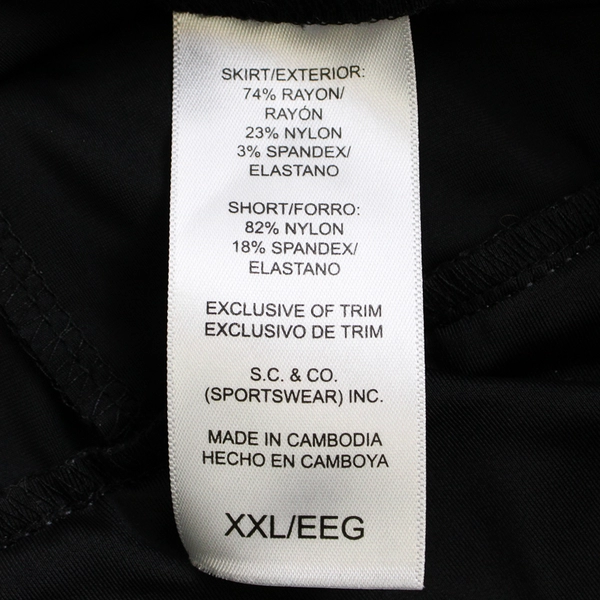 SKIRT/EXTERIOR:
74% RAYON/
RAYÓN
23% NYLON
3% SPANDEX/
ELASTANO
SHORT/FORRO:
82% NYLON
18% SPANDEX/
ELASTANO
EXCLUSIVE OF TRIM
EXCLUSIVO DE TRIM
S.C. & CO.
(SPORTSWEAR) INC.
MADE IN CAMBODIA
HECHO EN CAMBOYA
XXL/EEG